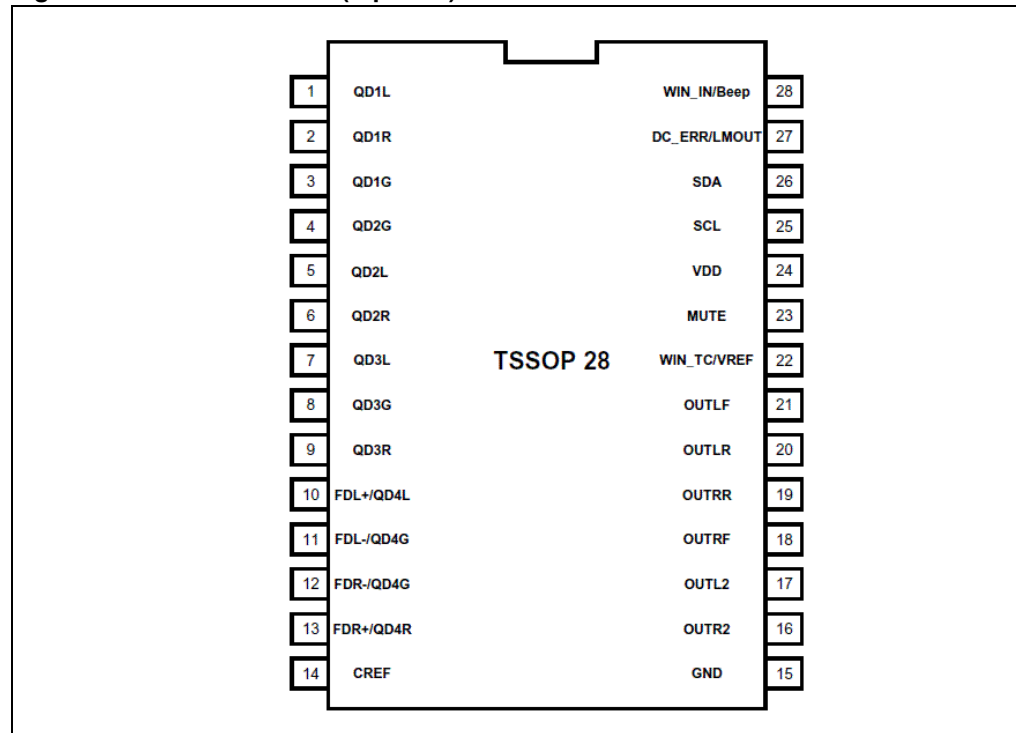 1 QD1L WIN_IN/Beep 28
2 QD1R DC_ERR/LMOUT 27
3 QD1G SDA 26
4 QD2G SCL 25
5 QD2L VDD 24
6 QD2R MUTE 23
7 QD3L TSSOP 28 WIN_TC/VREF 22
8 QD3G OUTLF 21
9 QD3R OUTLR 20
10 FDL+/QD4L OUTRR 19
11 FDL-/QD4G OUTRF 18
12 FDR-/QD4G OUTL2 17
13 FDR+/QD4R OUTR2 16
14 CREF GND 15